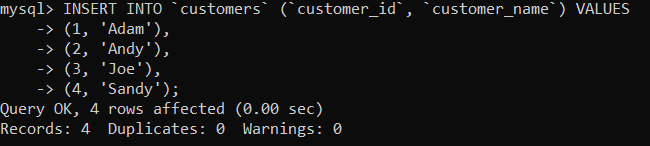 mysql> INSERT INTO `customers` (`customer_id`, `customer_name`) VALUES
    -> (1, 'Adam'),
    -> (2, 'Andy'),
    -> (3, 'Joe'),
    -> (4, 'Sandy');
Query OK, 4 rows affected (0.00 sec)
Records: 4  Duplicates: 0  Warnings: 0